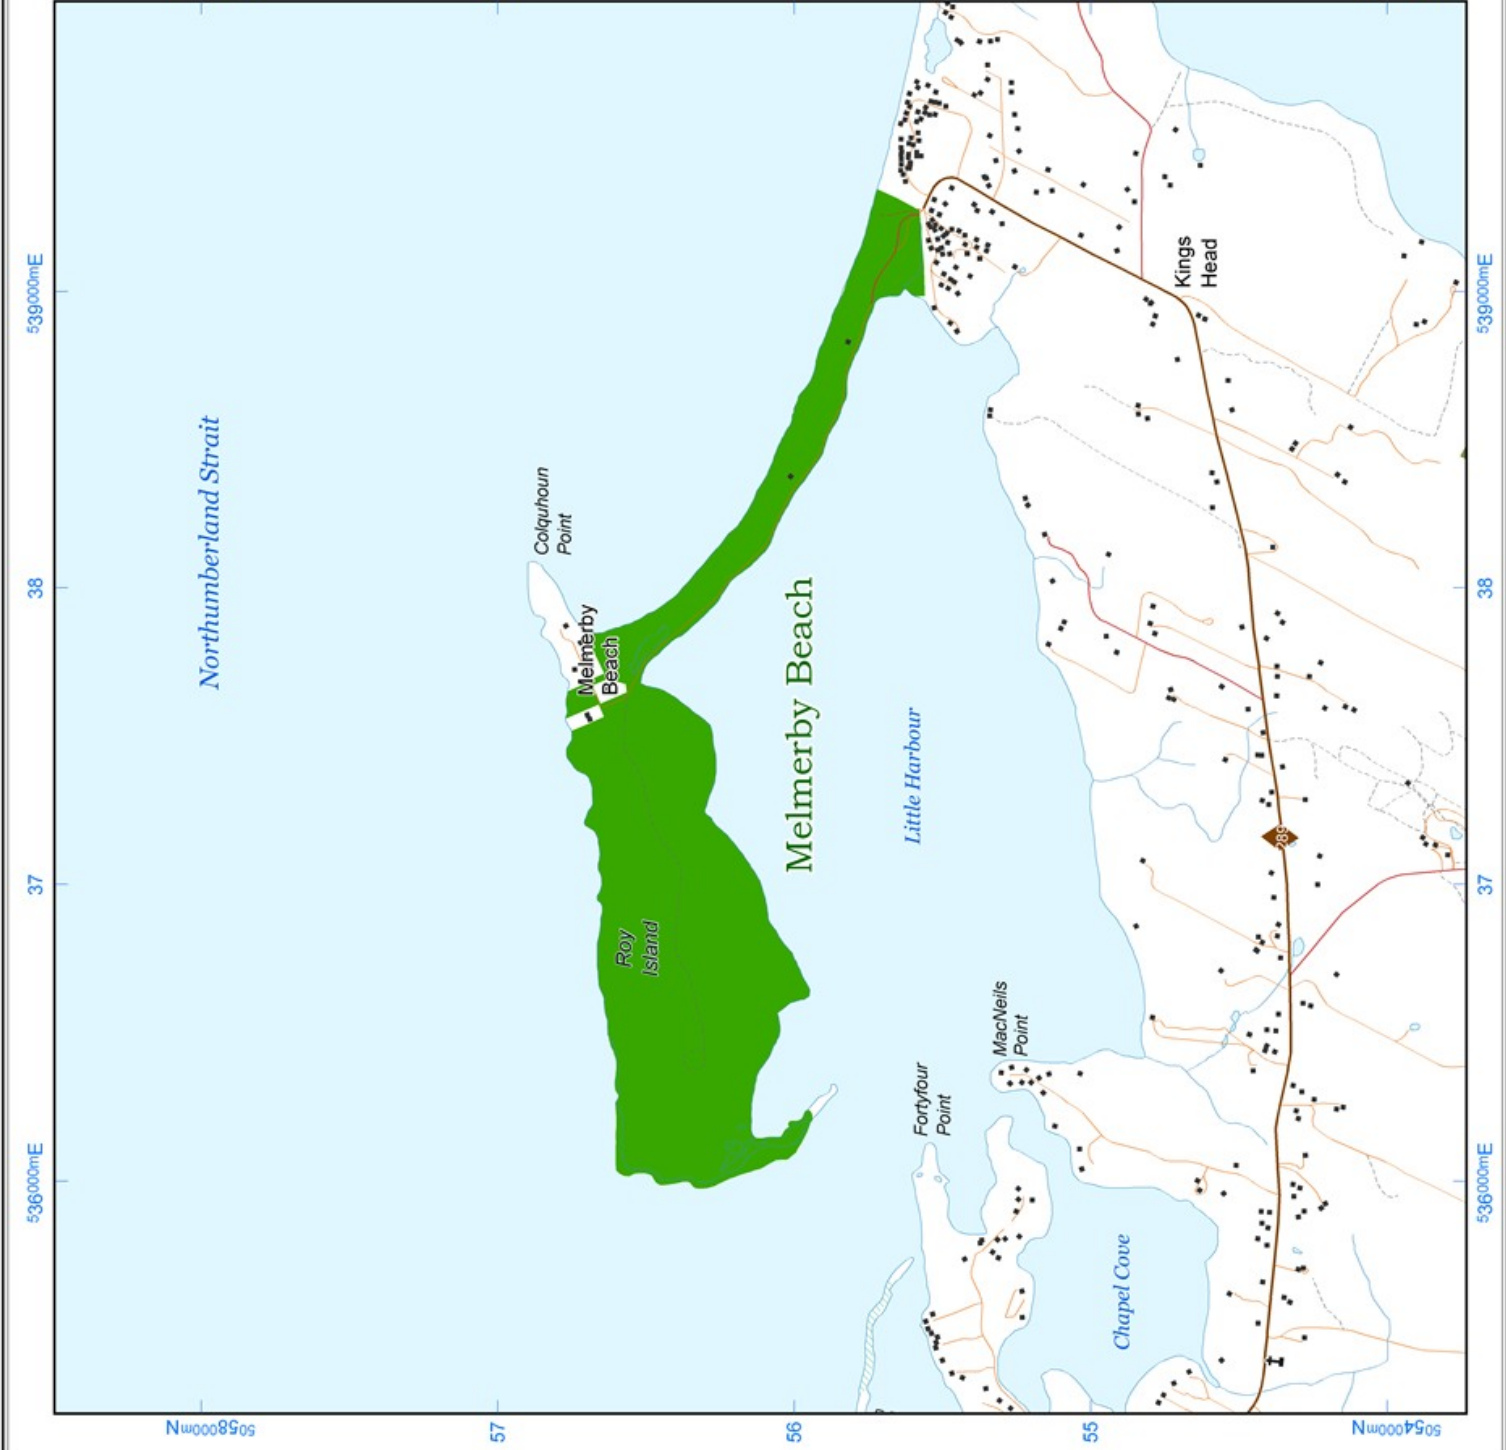 5058000mN
57
56
55
5054000mN
539000mE
38
37
536000mE
539000mE
38
37
536000mE
Northumberland Strait
Colquhoun
Point
Melmerby
Beach
Melmerby Beach
Roy
Island
Little Harbour
Kings
Head
289
MacNeils
Point
Fortyfour
Point
Chapel Cove